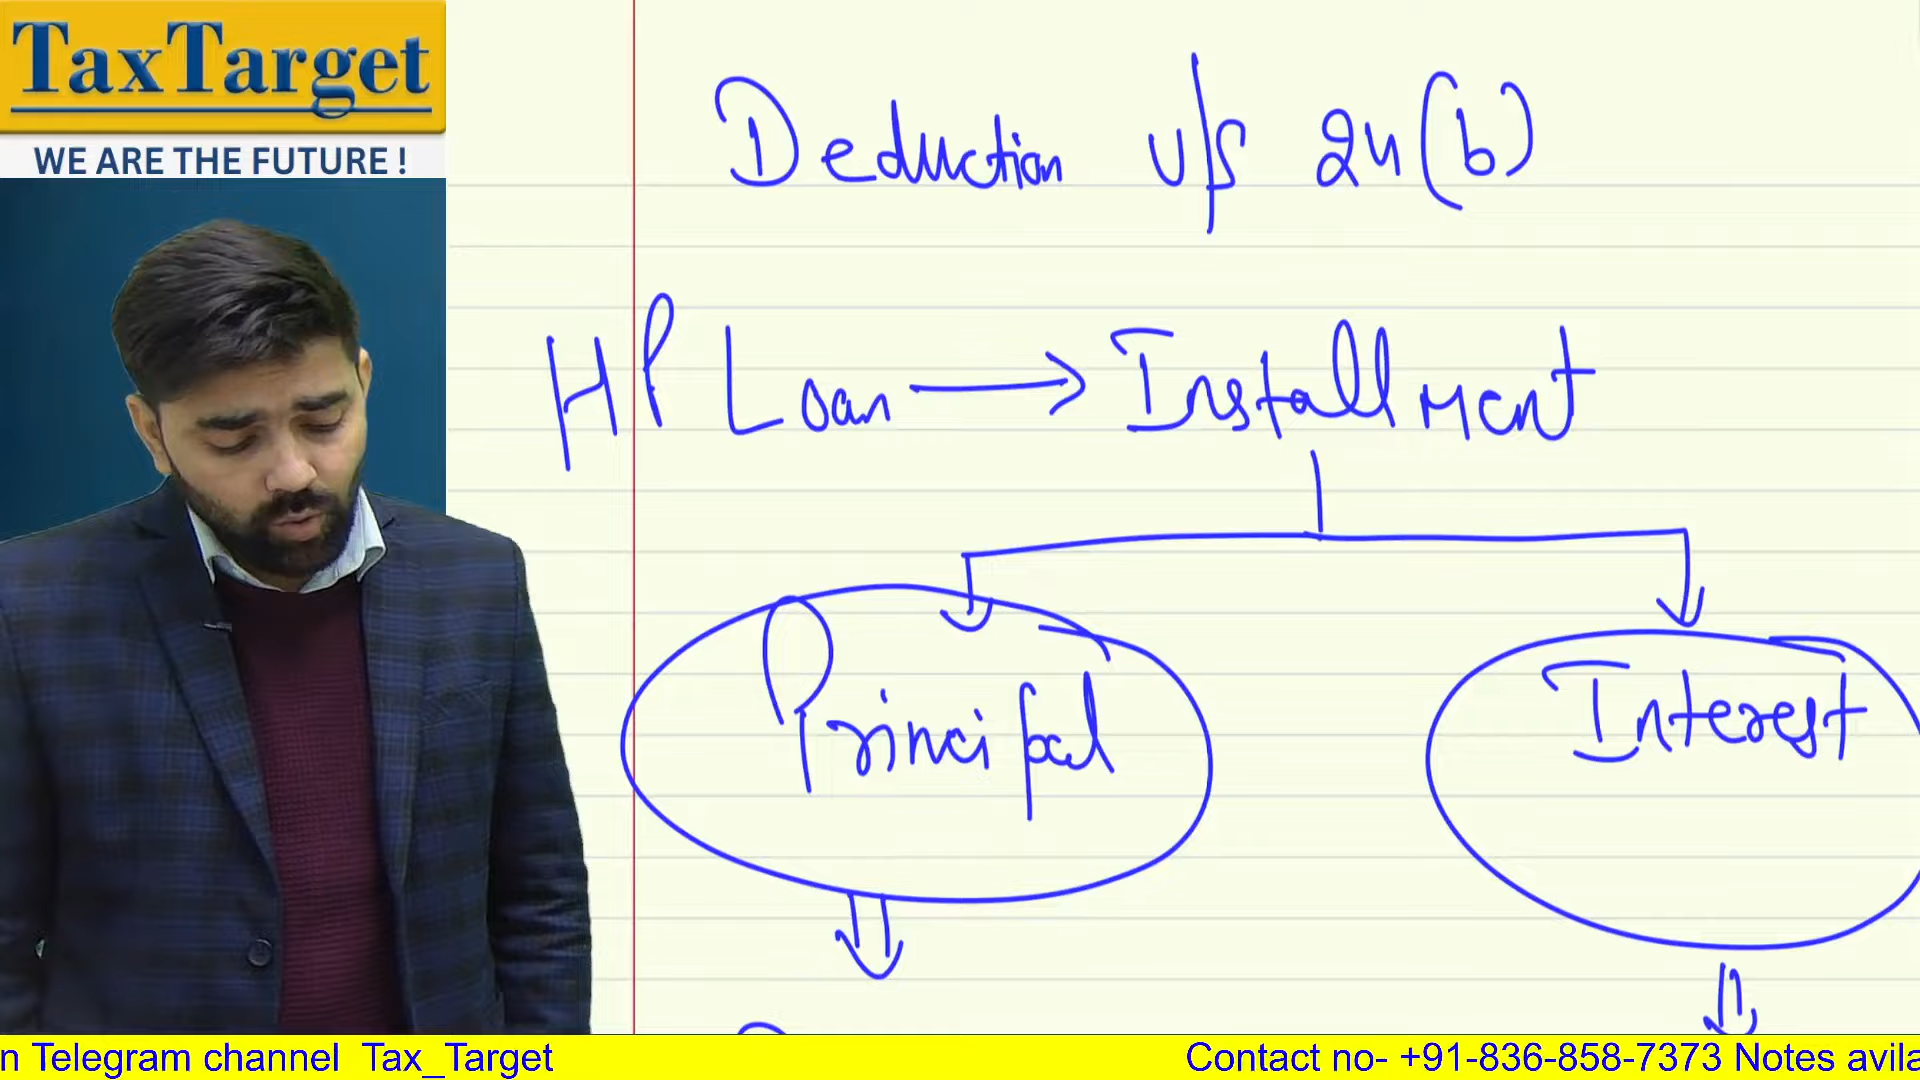 TaxTarget
WE ARE THE FUTURE !
Deduction u/s 24(b)
HP Loan → Installment
Principal
Interest
n Telegram channel Tax_Target
Contact no- +91-836-858-7373 Notes avila